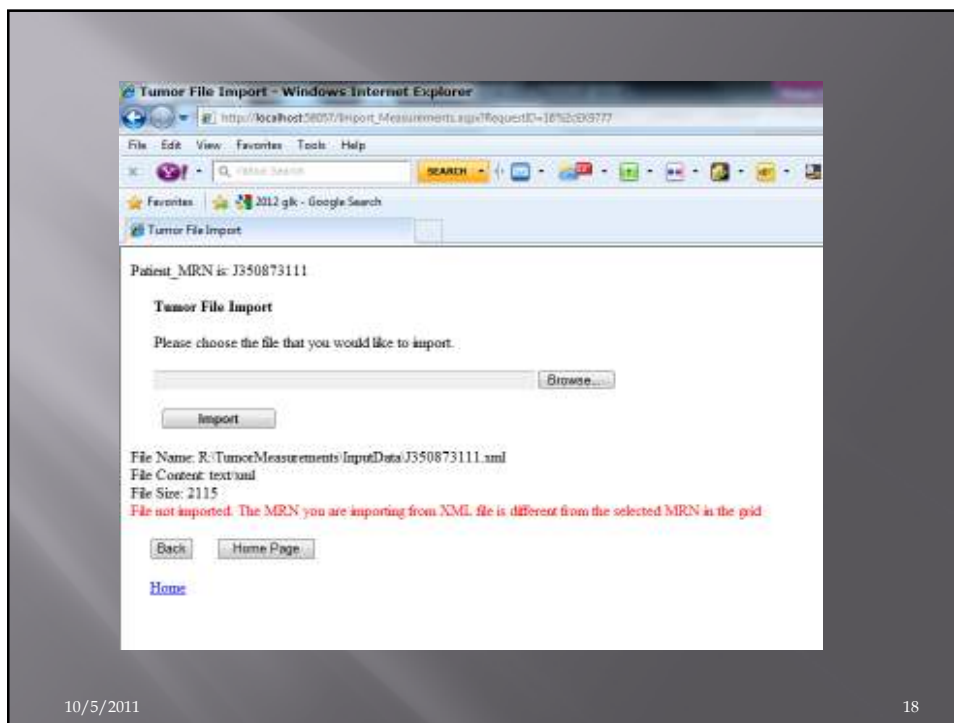 Tumor File Import - Windows Internet Explorer
File Edit View Favorites Tools Help
SEARCH
Favorites 2012 glk - Google Search
Tumor File Import
Patient_MRN is: J350873111
Tumor File Import
Please choose the file that you would like to import.
Browse...
Import
File Name: R:\TumorMeasurements\InputData\J350873111.xml
File Content: text/xml
File Size: 2115
File not imported. The MRN you are importing from XML file is different from the selected MRN in the grid
Back Home Page
Home
10/5/2011 18